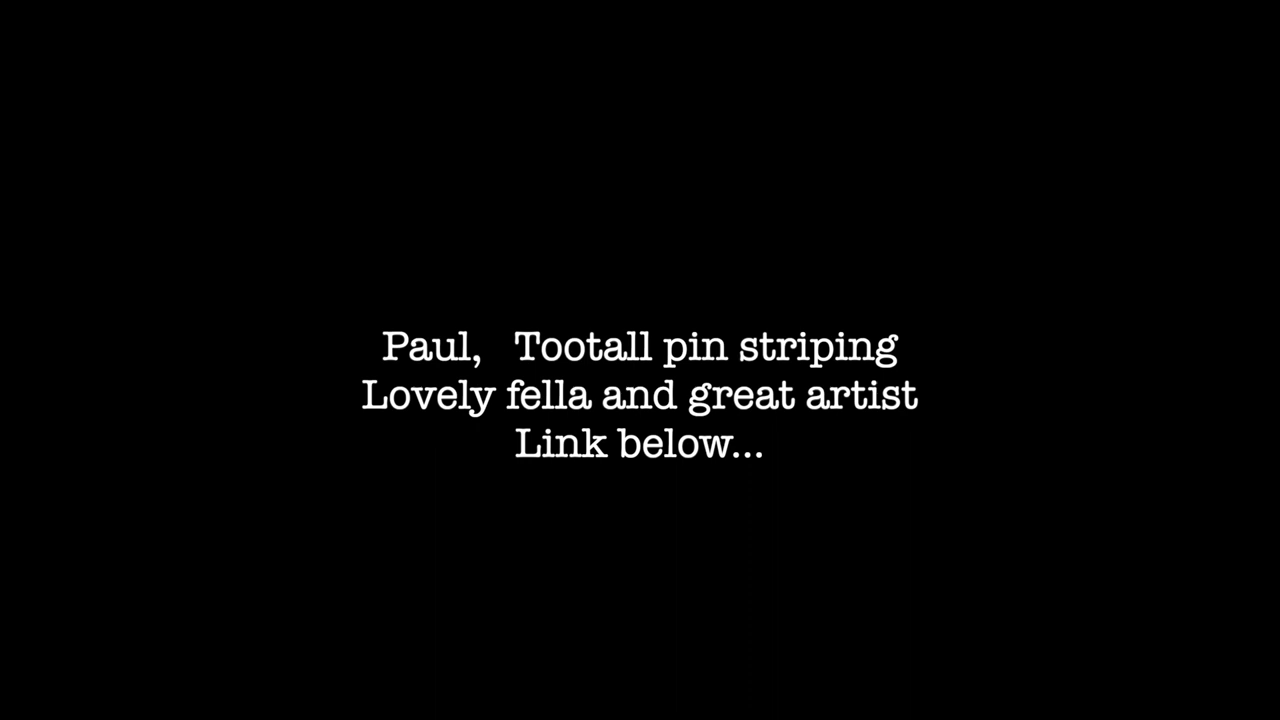 Paul,   Tootall pin striping
Lovely fella and great artist
Link below...